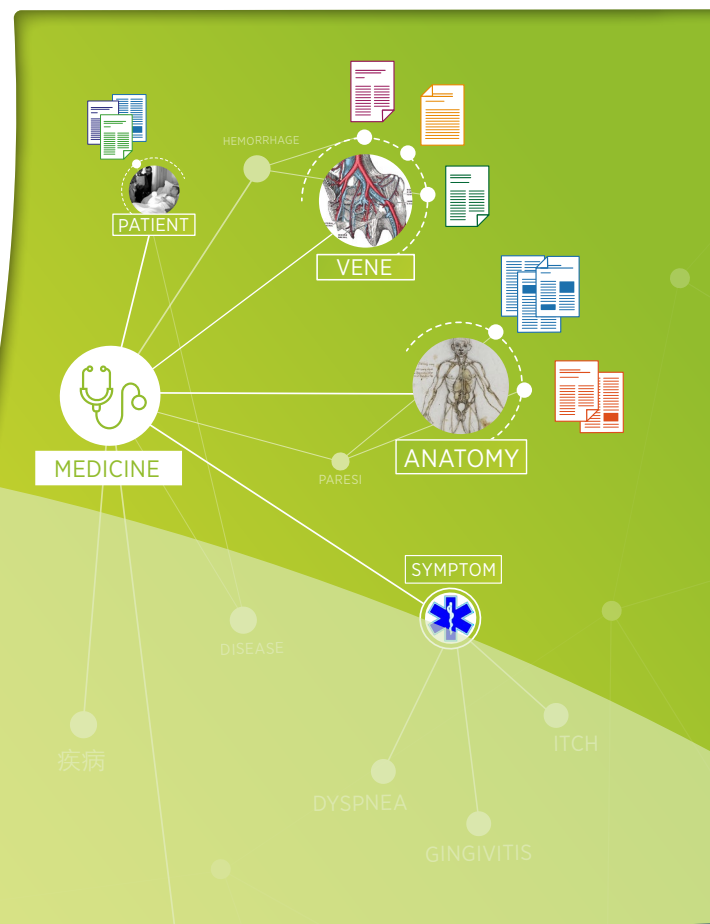 HEMORRHAGE
PATIENT
VENE
MEDICINE
ANATOMY
PARESI
SYMPTOM
DISEASE
疾病
ITCH
DYSPNEA
GINGIVITIS